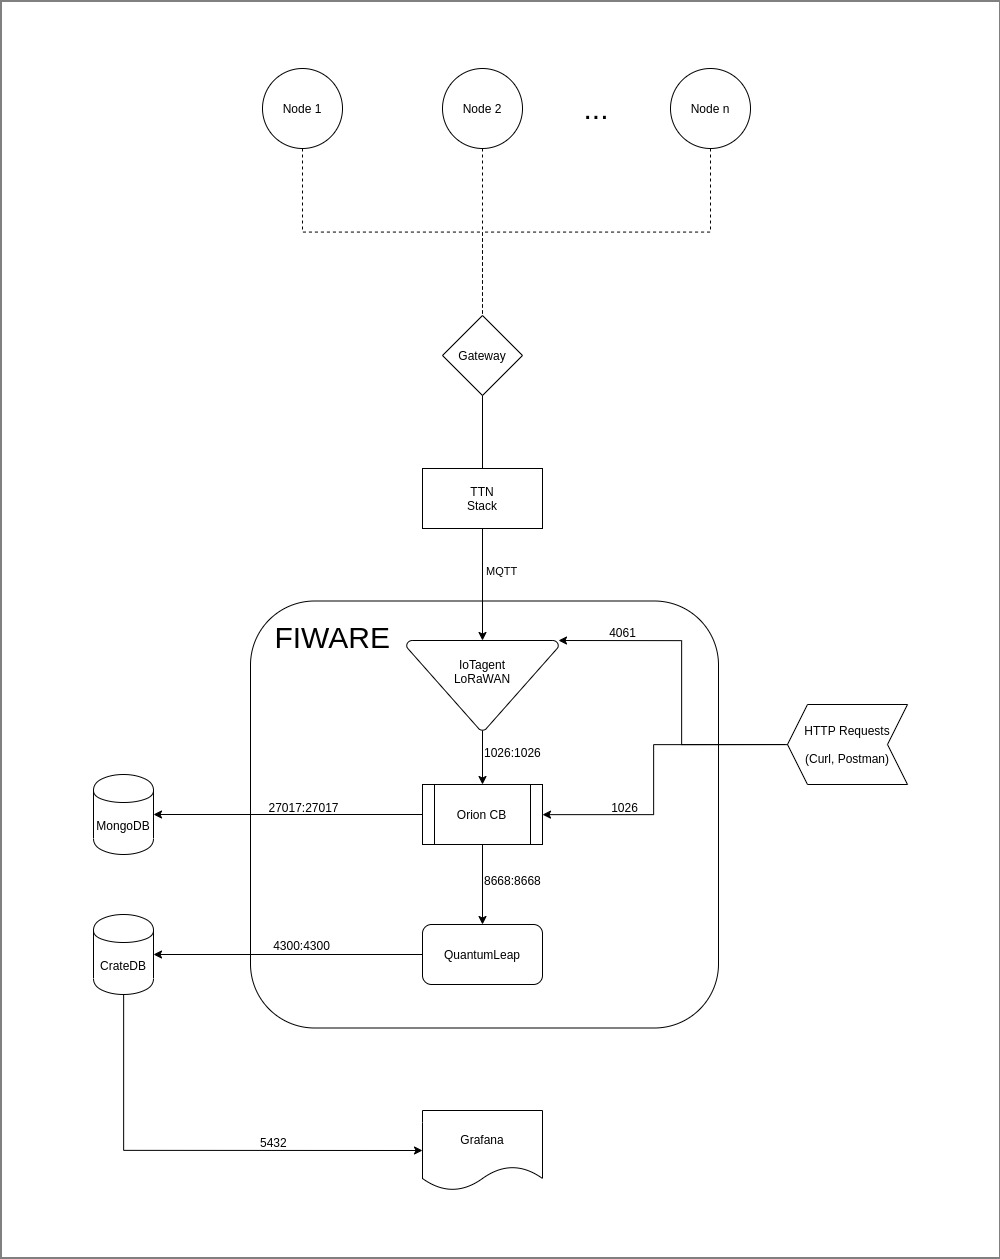 Node 1
Node 2
...
Node n
Gateway
TTN
Stack
MQTT
FIWARE
4061
IoTagent
LoRaWAN
HTTP Requests
(Curl, Postman)
1026:1026
27017:27017
1026
MongoDB
Orion CB
8668:8668
4300:4300
CrateDB
QuantumLeap
5432
Grafana